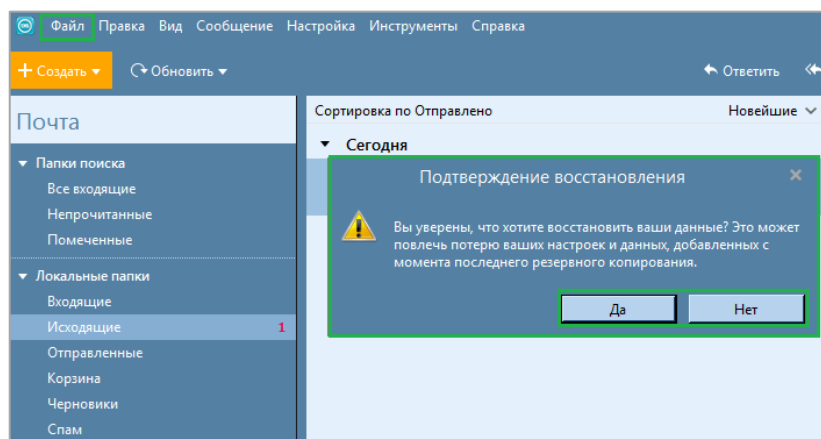 Файл Правка Вид Сообщение Настройка Инструменты Справка
+ Создать Обновить Ответить
Почта
Сортировка по Отправлено Новейшие
Сегодня
Папки поиска
Все входящие
Непрочитанные
Помеченные
Локальные папки
Входящие
Исходящие 1
Отправленные
Корзина
Черновики
Спам
Подтверждение восстановления
Вы уверены, что хотите восстановить ваши данные? Это может
повлечь потерю ваших настроек и данных, добавленных с
момента последнего резервного копирования.
Да Нет